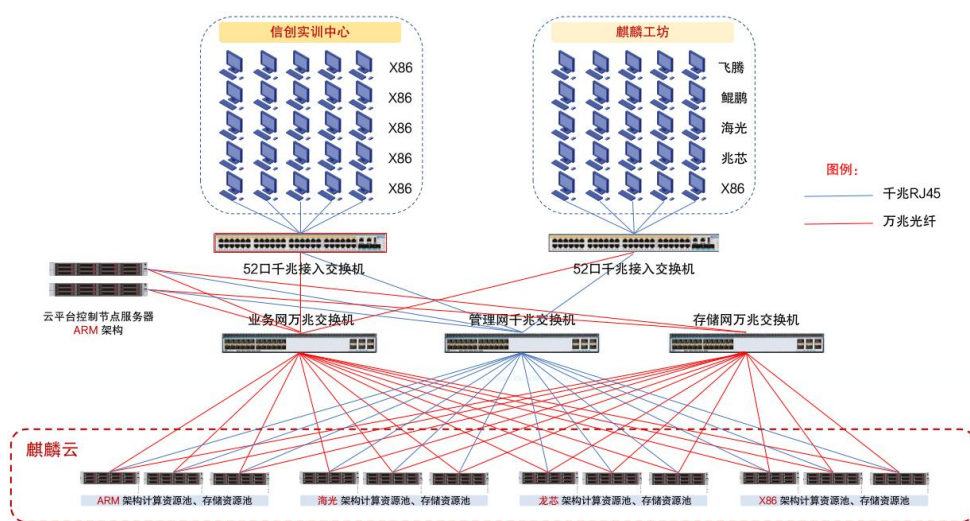 信创实训中心
麒麟工坊
X86
X86
X86
X86
X86
飞腾
鲲鹏
海光
兆芯
X86
图例：
千兆RJ45
万兆光纤
52口千兆接入交换机
52口千兆接入交换机
云平台控制节点服务器
ARM 架构
业务网万兆交换机
管理网千兆交换机
存储网万兆交换机
麒麟云
ARM 架构计算资源池、存储资源池
海光 架构计算资源池、存储资源池
龙芯 架构计算资源池、存储资源池
X86 架构计算资源池、存储资源池